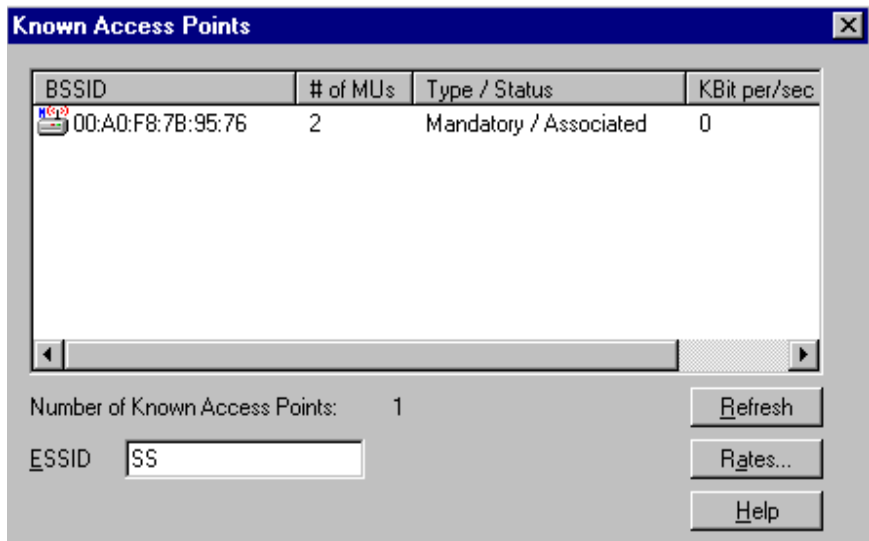 Known Access Points
BSSID # of MUs Type / Status KBit per/sec
00:A0:F8:7B:95:76 2 Mandatory / Associated 0
Number of Known Access Points: 1
Refresh
ESSID SS
Rates...
Help